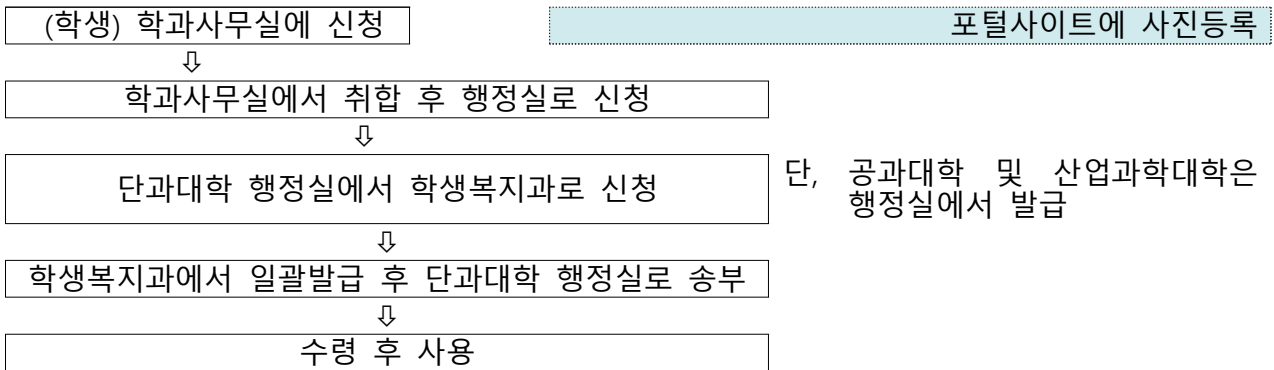 (학생) 학과사무실에 신청
포털사이트에 사진등록
⇩
학과사무실에서 취합 후 행정실로 신청
⇩
단과대학 행정실에서 학생복지과로 신청
단, 공과대학 및 산업과학대학은
행정실에서 발급
⇩
학생복지과에서 일괄발급 후 단과대학 행정실로 송부
⇩
수령 후 사용